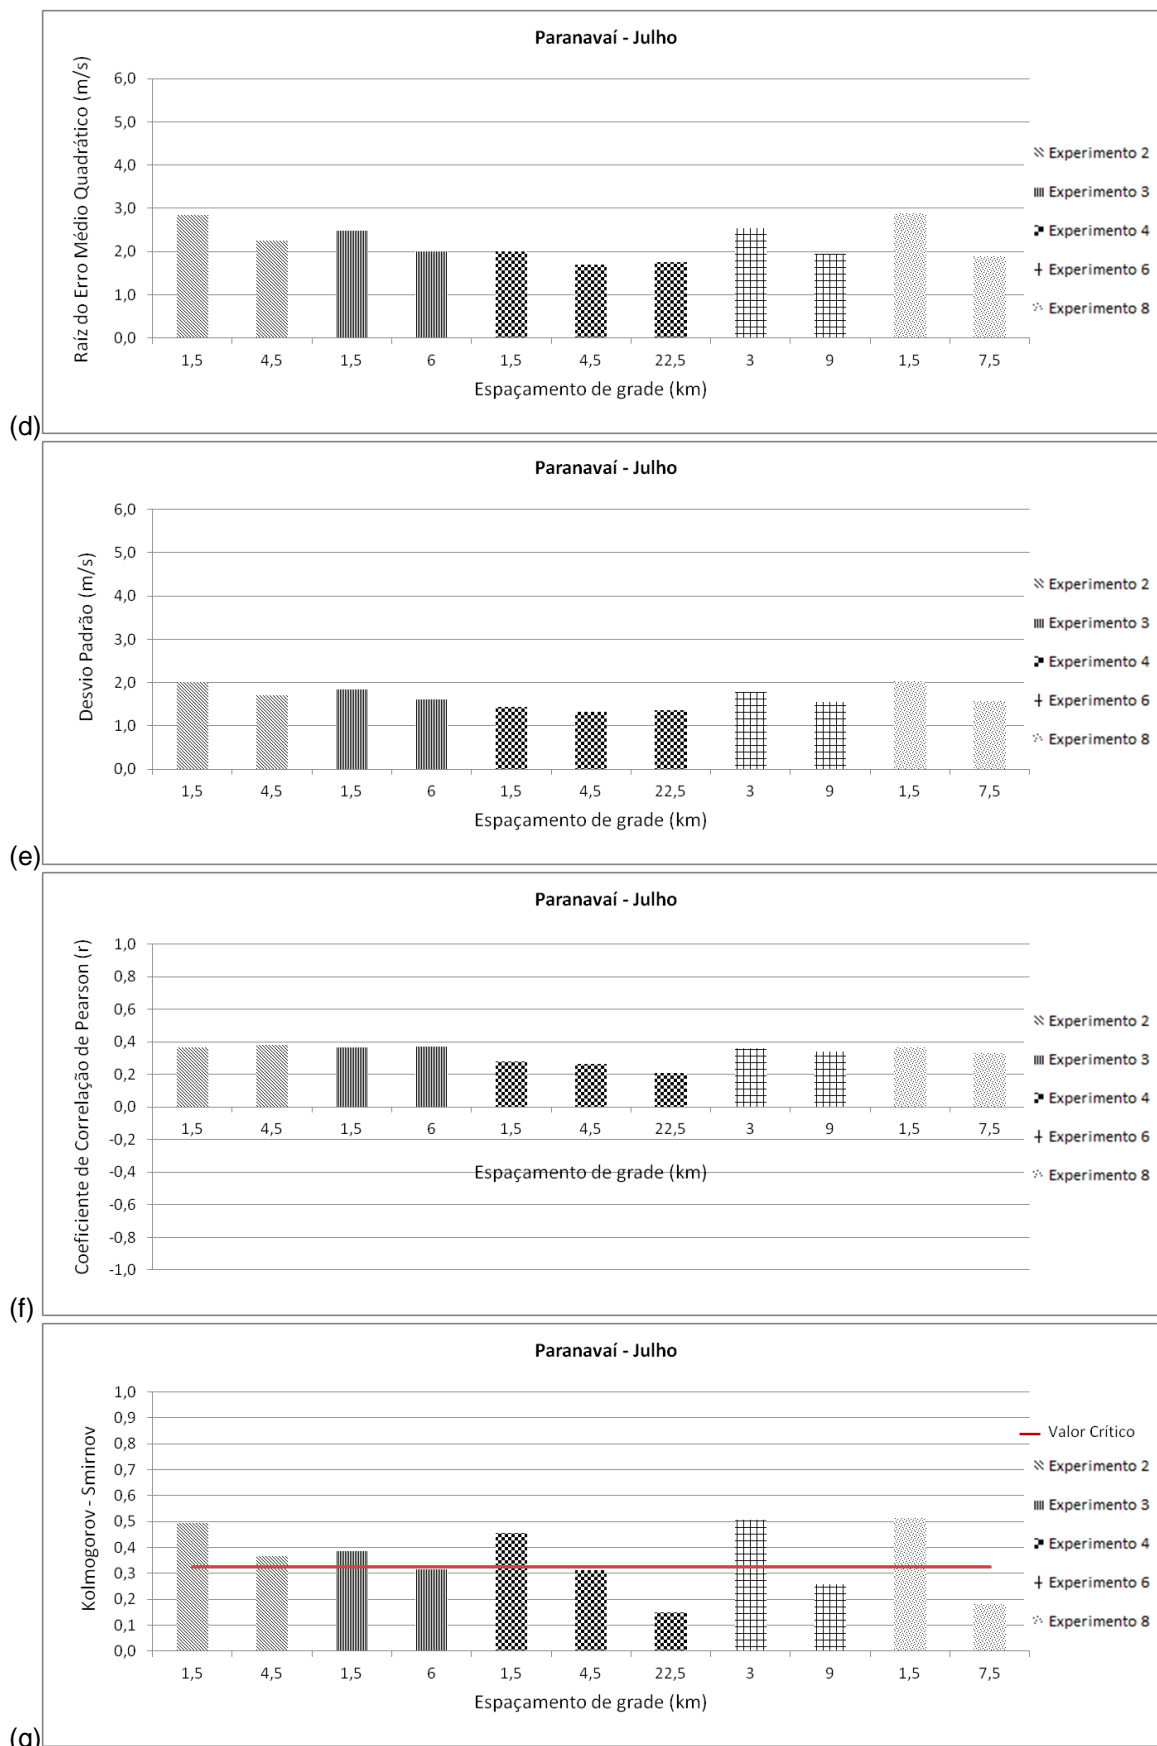 Paranavaí - Julho
Raíz do Erro Médio Quadrático (m/s)
6,0
5,0
4,0
3,0
2,0
1,0
0,0
1,5 4,5 1,5 6 1,5 4,5 22,5 3 9 1,5 7,5
Espaçamento de grade (km)
Experimento 2
Experimento 3
Experimento 4
Experimento 6
Experimento 8
(d)
Paranavaí - Julho
Desvio Padrão (m/s)
6,0
5,0
4,0
3,0
2,0
1,0
0,0
1,5 4,5 1,5 6 1,5 4,5 22,5 3 9 1,5 7,5
Espaçamento de grade (km)
Experimento 2
Experimento 3
Experimento 4
Experimento 6
Experimento 8
(e)
Paranavaí - Julho
Coeficiente de Correlação de Pearson (r)
1,0
0,8
0,6
0,4
0,2
0,0
-0,2
-0,4
-0,6
-0,8
-1,0
1,5 4,5 1,5 6 1,5 4,5 22,5 3 9 1,5 7,5
Espaçamento de grade (km)
Experimento 2
Experimento 3
Experimento 4
Experimento 6
Experimento 8
(f)
Paranavaí - Julho
Kolmogorov - Smirnov
1,0
0,9
0,8
0,7
0,6
0,5
0,4
0,3
0,2
0,1
0,0
1,5 4,5 1,5 6 1,5 4,5 22,5 3 9 1,5 7,5
Espaçamento de grade (km)
Valor Crítico
Experimento 2
Experimento 3
Experimento 4
Experimento 6
Experimento 8
(g)